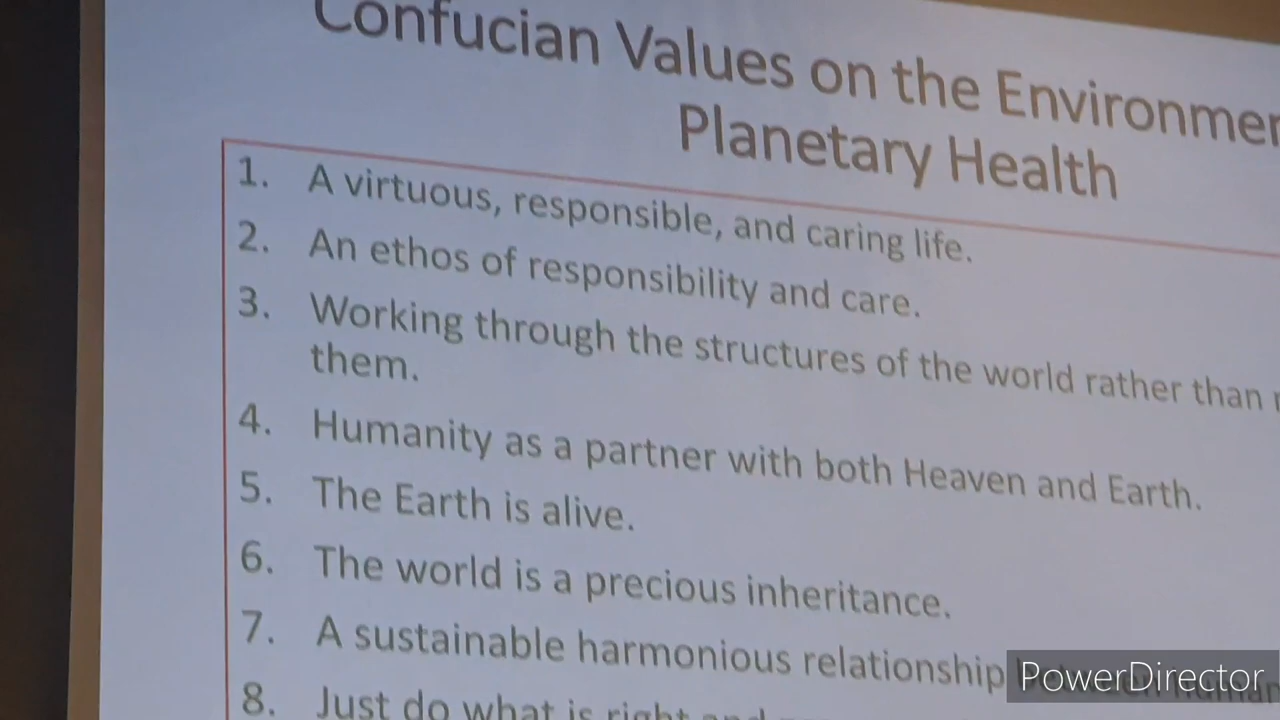 Confucian Values on the
Planetary Health
1. A virtuous, responsible, and caring life.
2. An ethos of responsibility and care.
3. Working through the structures of the world rather than
them.
4. Humanity as a partner with both Heaven and Earth.
5. The Earth is alive.
6. The world is a precious inheritance.
7. A sustainable harmonious relationship
8. Just do what is right and
PowerDirector